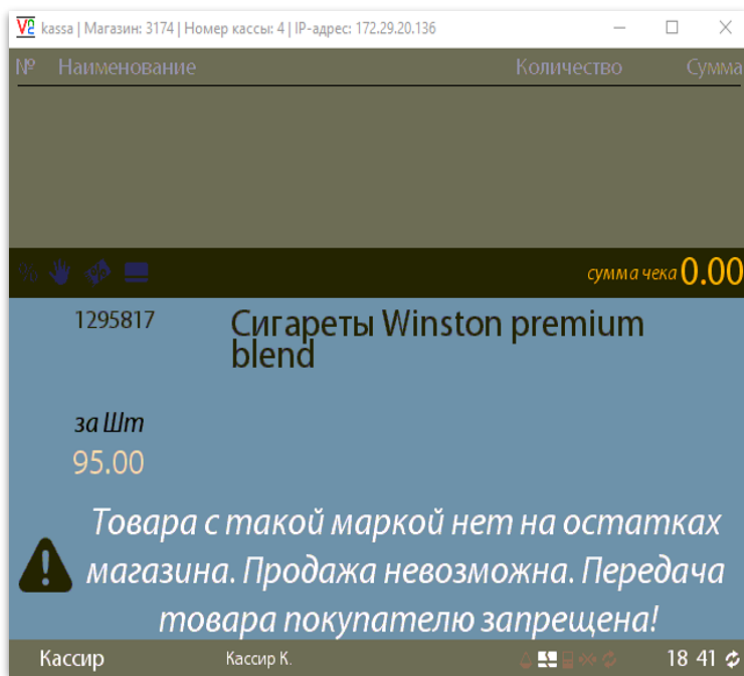 V2 kassa | Магазин: 3174 | Номер кассы: 4 | IP-адрес: 172.29.20.136
№ Наименование Количество Сумма
% сумма чека 0.00
1295817 Сигареты Winston premium
blend
за Шт
95.00
Товара с такой маркой нет на остатках
магазина. Продажа невозможна. Передача
товара покупателю запрещена!
Кассир Кассир К. 18 41